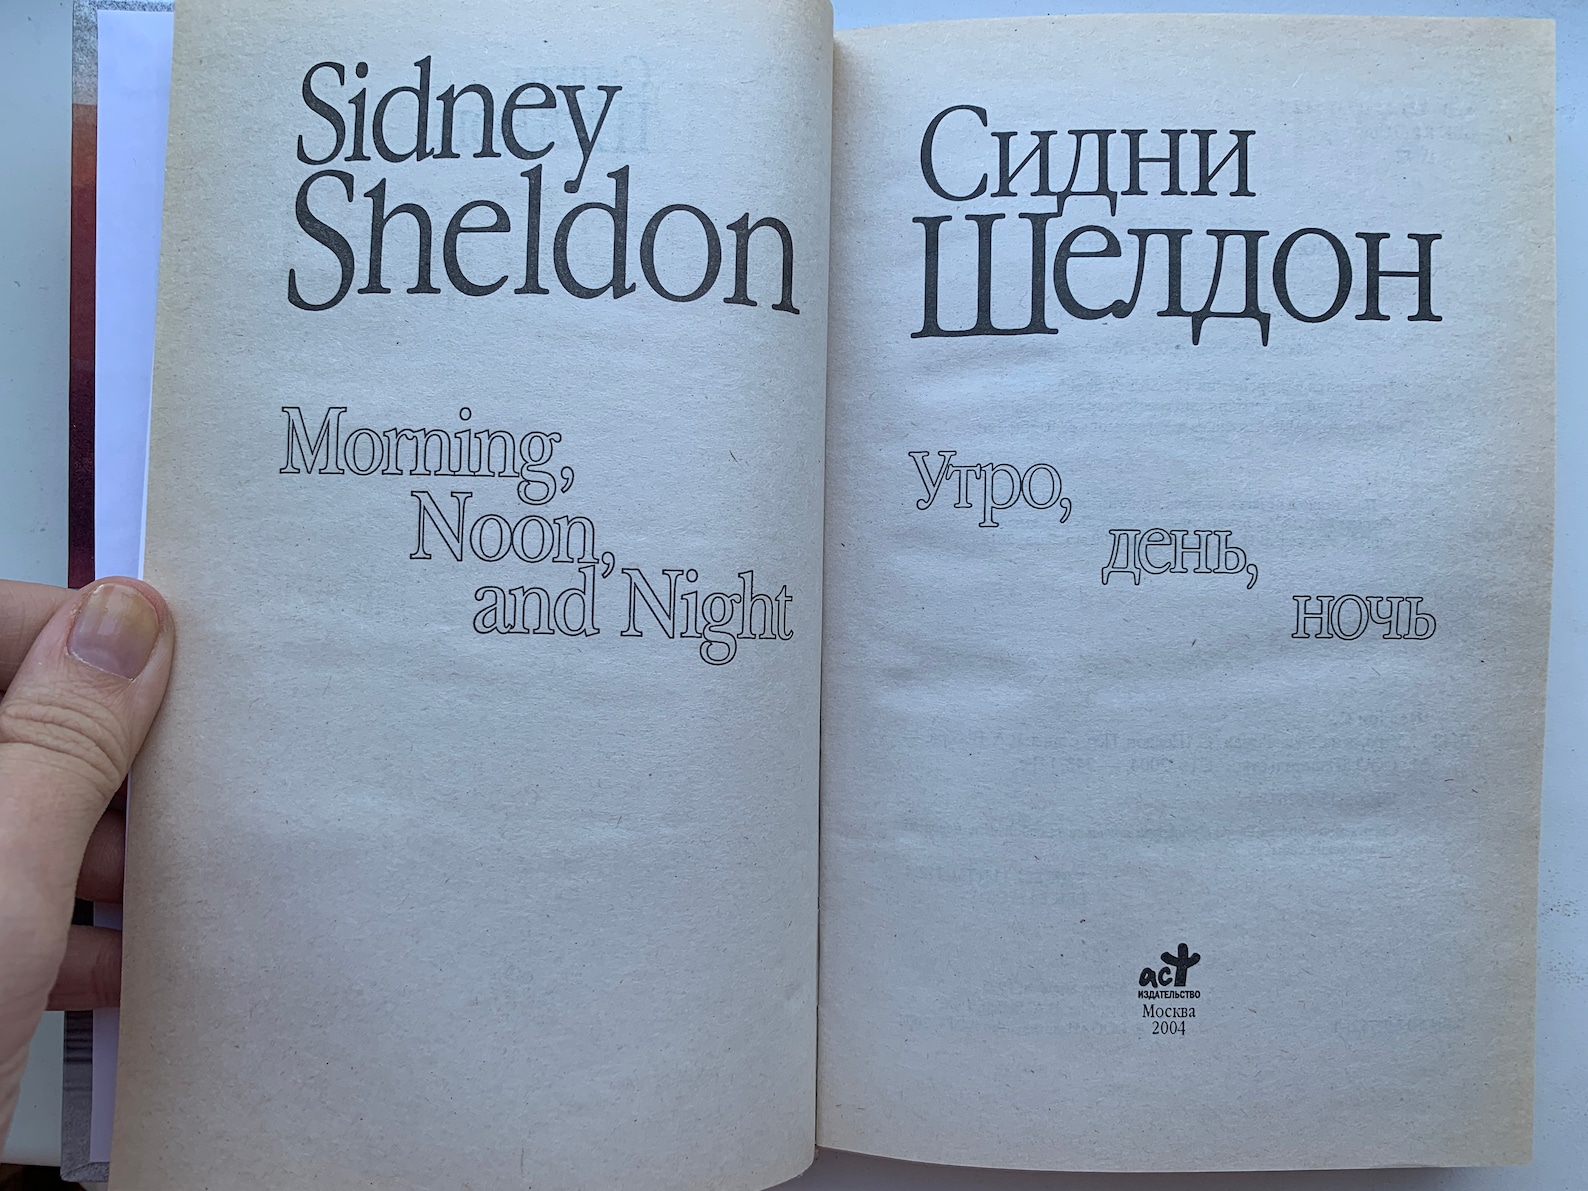 Sidney
Sheldon
Morning,
Noon,
and Night
Сидни
Шелдон
Утро,
день,
ночь
аст
ИЗДАТЕЛЬСТВО
Москва
2004